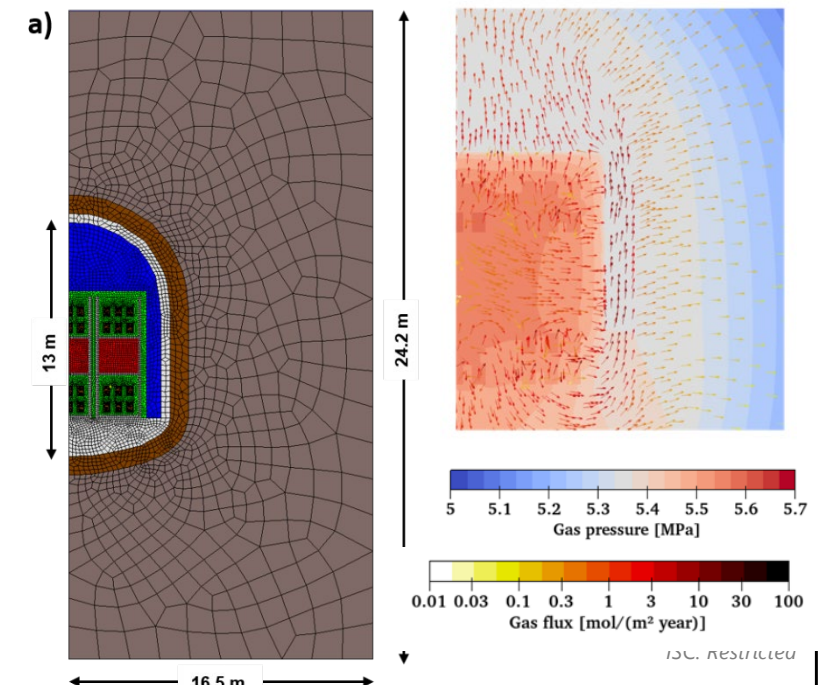 a)
13 m
24.2 m
16.5 m
5 5.1 5.2 5.3 5.4 5.5 5.6 5.7
Gas pressure [MPa]
0.01 0.03 0.1 0.3 1 3 10 30 100
Gas flux [mol/(m² year)]
ISC: Restricted